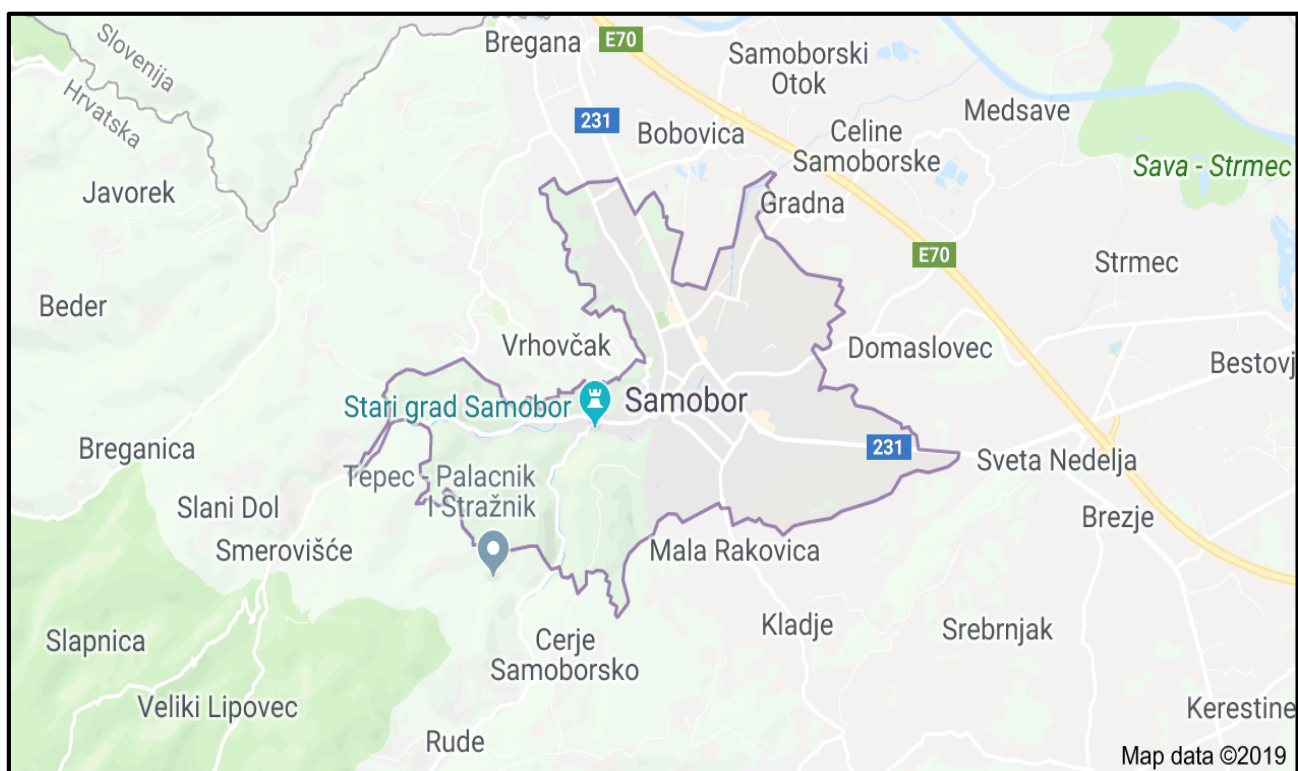 Slovenija
Hrvatska
Bregana
E70
Samoborski
Otok
Medsave
231
Bobovica
Celine
Samoborske
Sava - Strmec
Javorek
Gradna
E70
Strmec
Beder
Vrhovčak
Domaslovec
Bestovj
Stari grad Samobor
Samobor
Breganica
231
Sveta Nedelja
Tepec - Palacnik
I Stražnik
Slani Dol
Smerovišće
Mala Rakovica
Brezje
Slapnica
Cerje
Samoborsko
Kladje
Srebrnjak
Veliki Lipovec
Rude
Kerestine
Map data ©2019